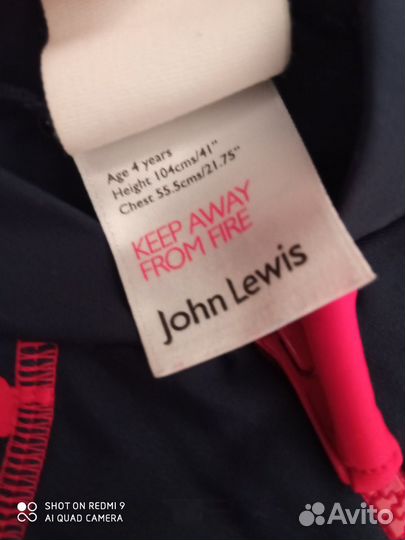 Age 4 years
Height 104cms/41"
Chest 55.5cms/21.75"
KEEP AWAY
FROM FIRE
John Lewis
SHOT ON REDMI 9
AI QUAD CAMERA
Avito